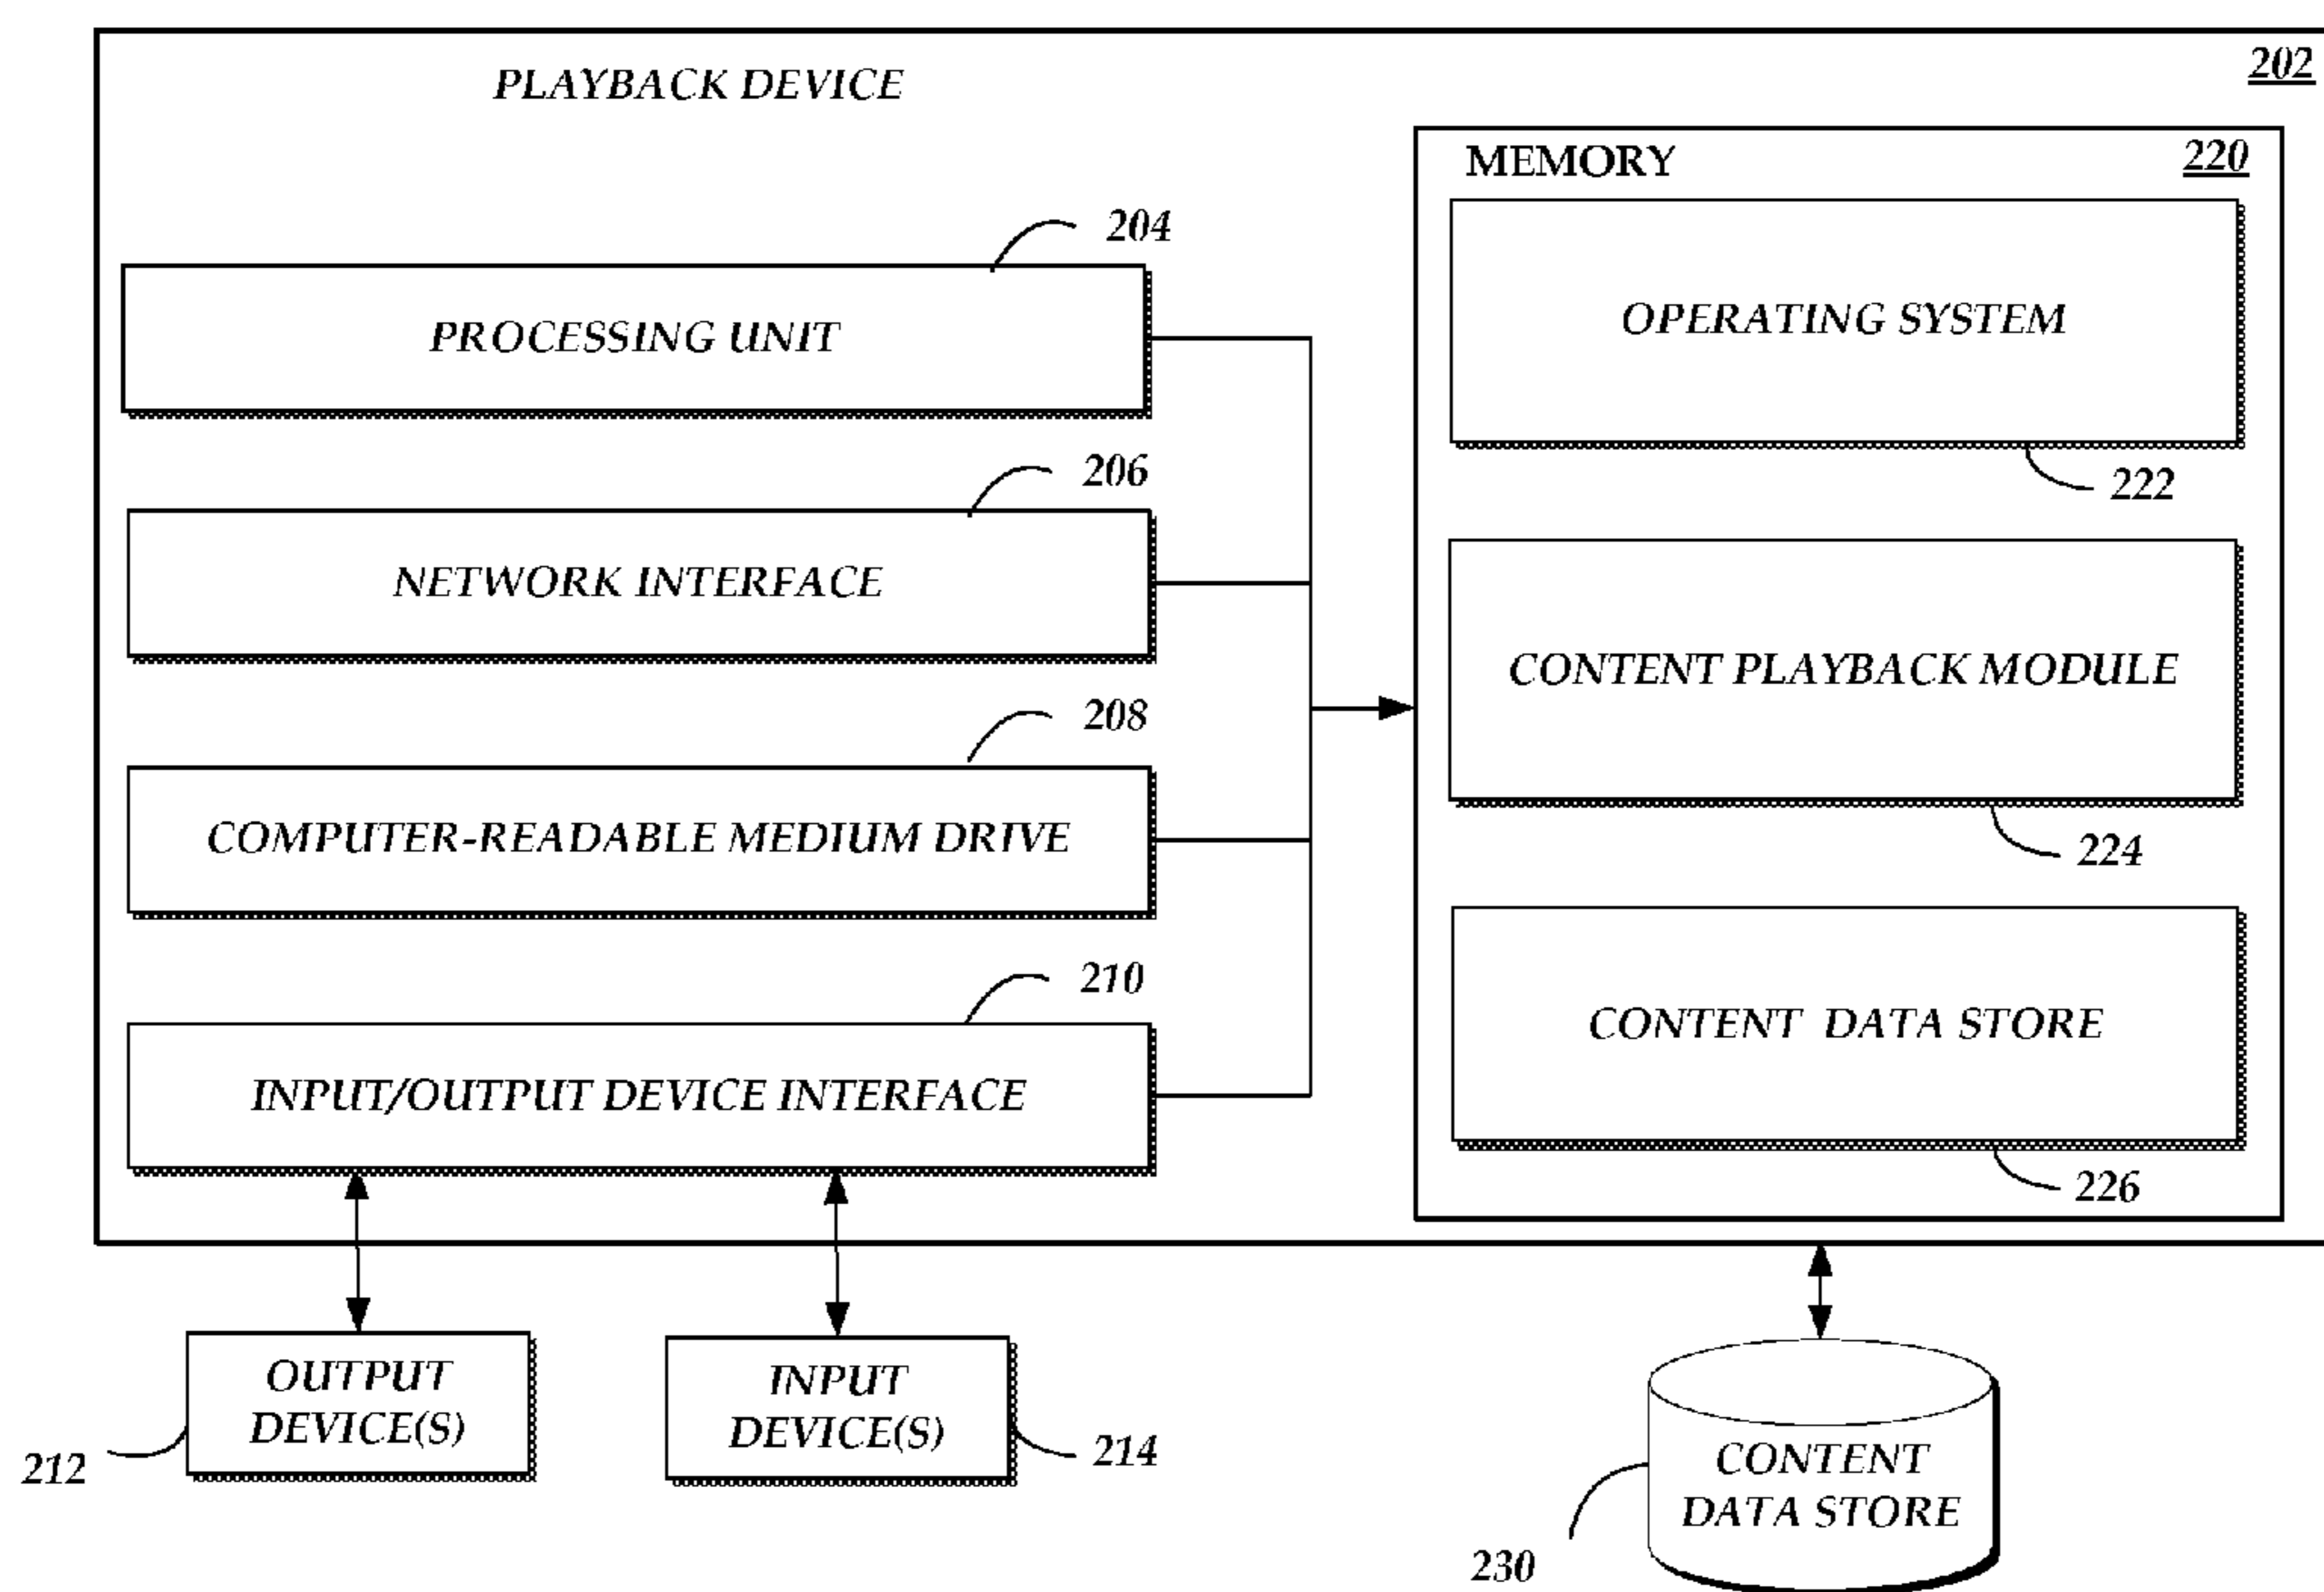 PLAYBACK DEVICE
202
204
PROCESSING UNIT
206
NETWORK INTERFACE
208
COMPUTER-READABLE MEDIUM DRIVE
210
INPUT/OUTPUT DEVICE INTERFACE
MEMORY
220
OPERATING SYSTEM
222
CONTENT PLAYBACK MODULE
224
CONTENT DATA STORE
226
OUTPUT
DEVICE(S)
212
INPUT
DEVICE(S)
214
CONTENT
DATA STORE
230